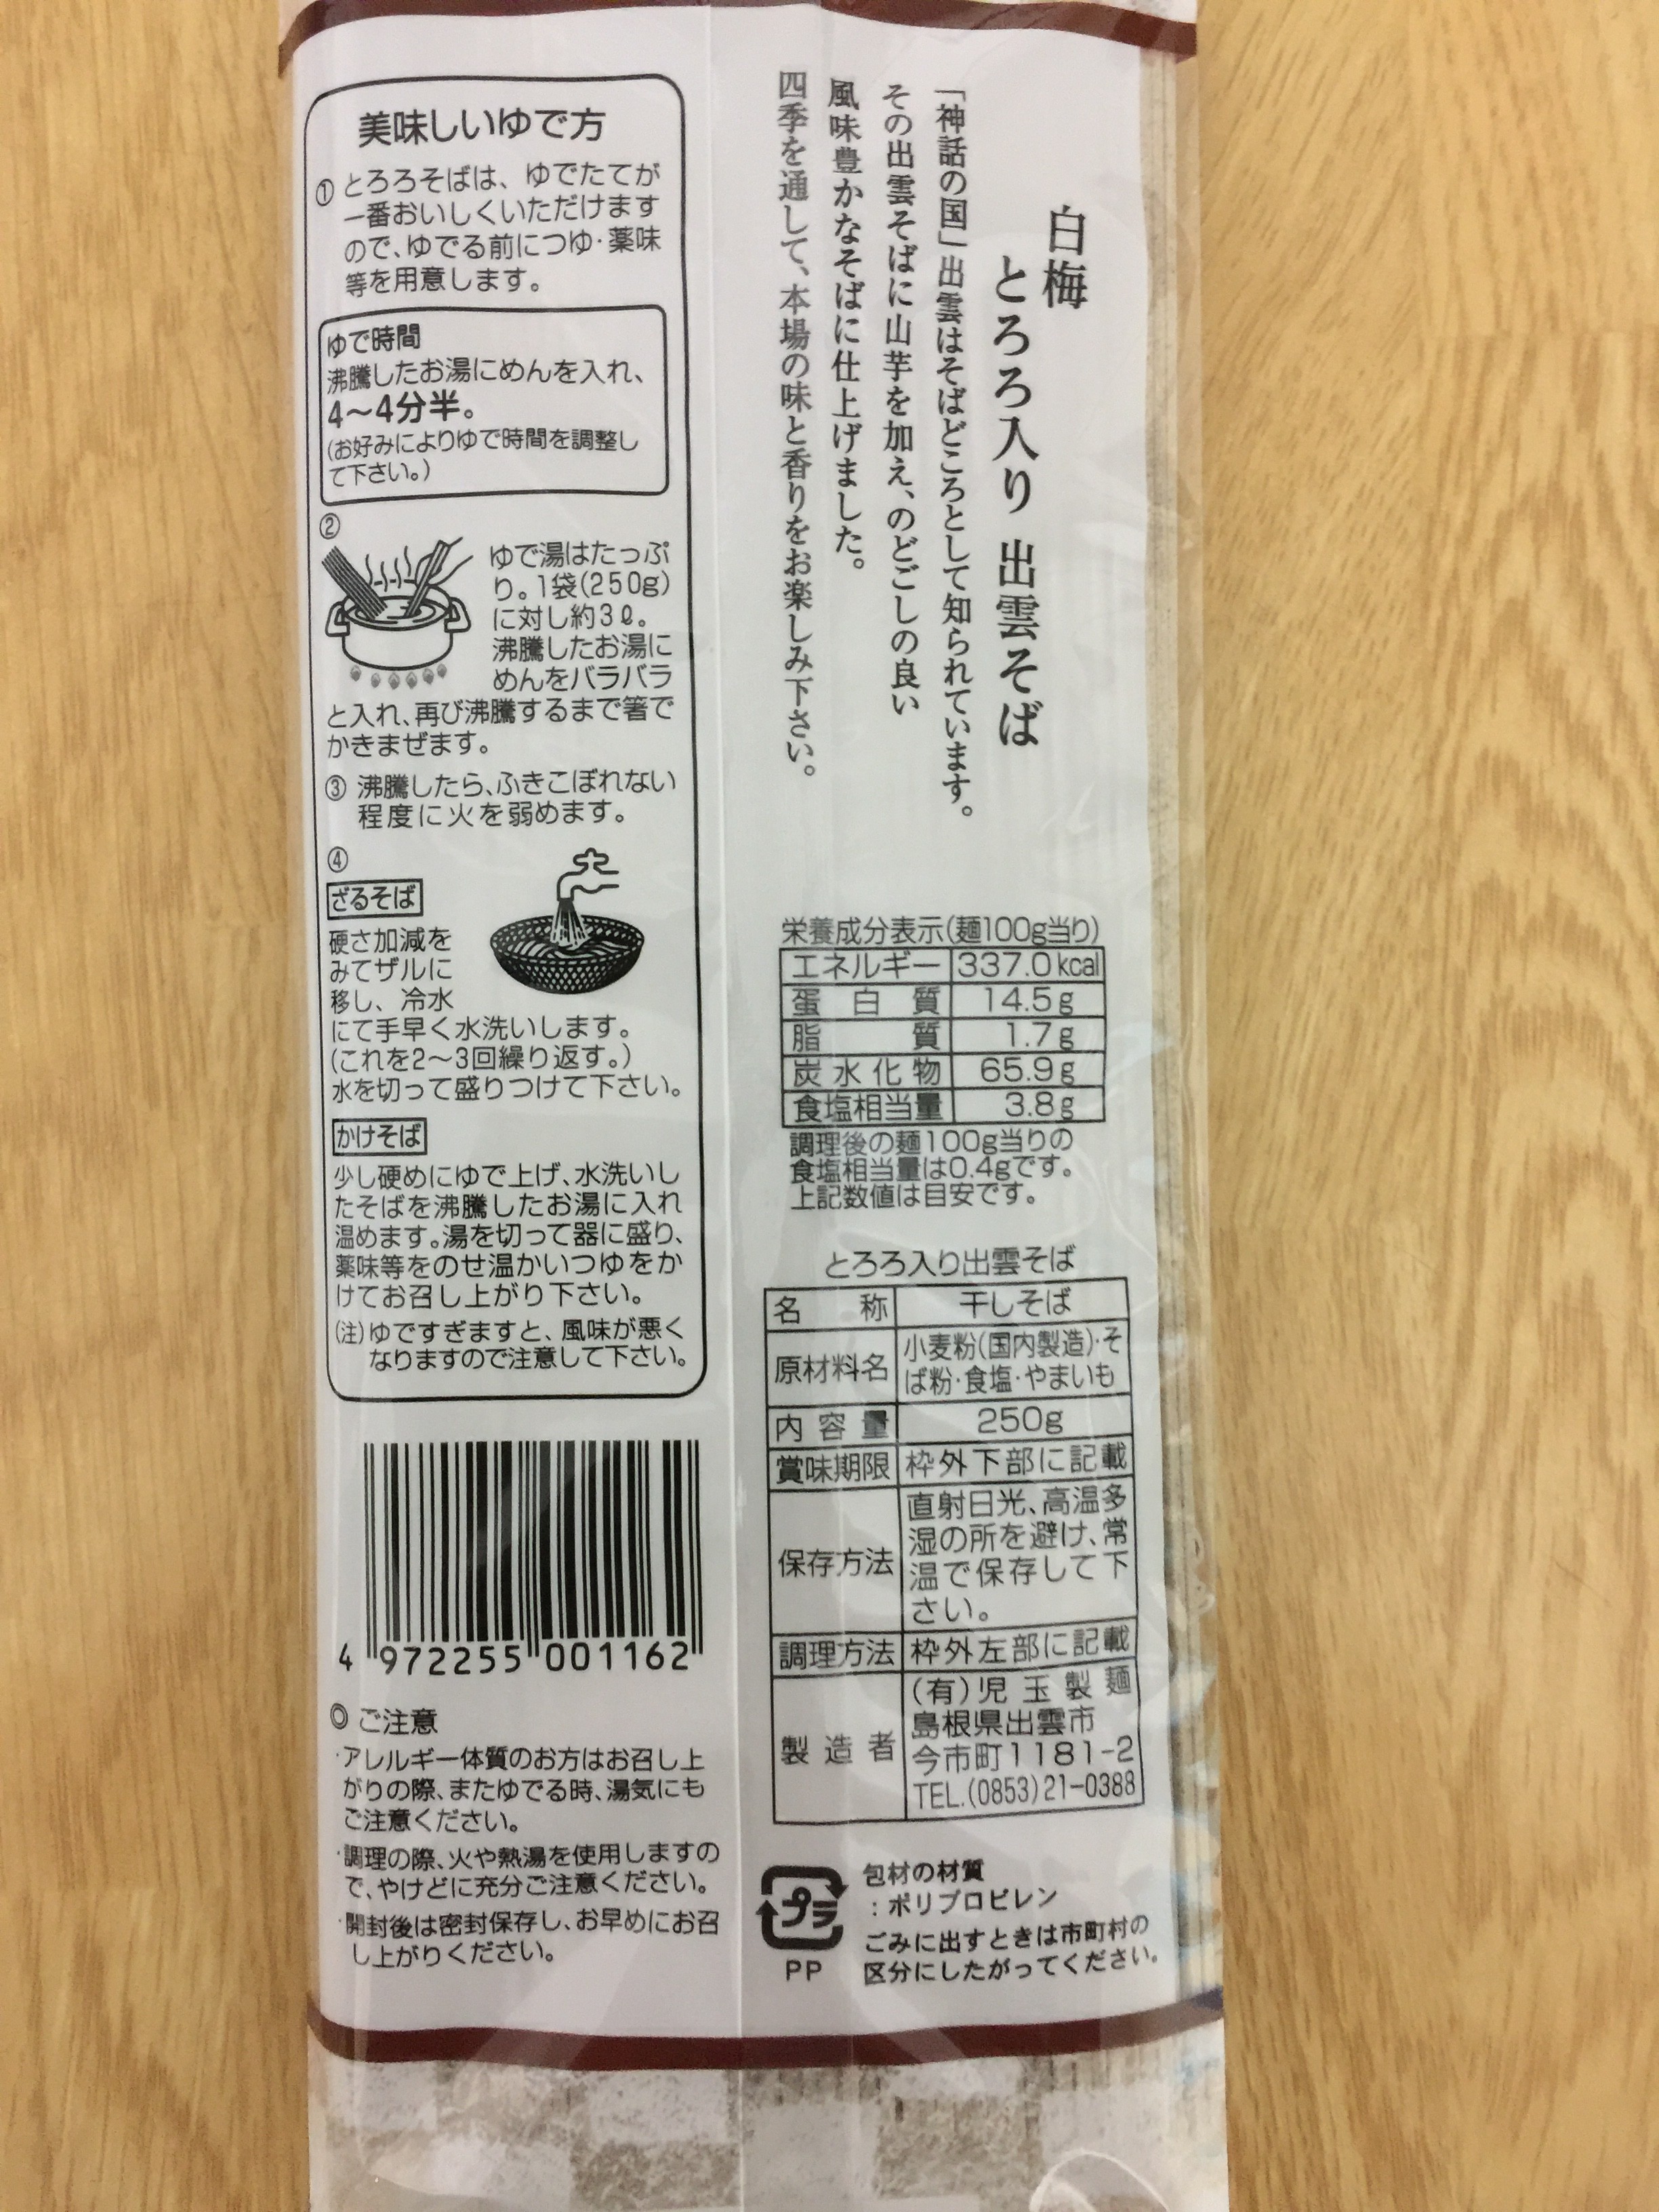 白梅
とろろ入り 出雲そば
「神話の国」出雲はそばどころとして知られています。
その出雲そばに山芋を加え、のどごしの良い
風味豊かなそばに仕上げました。
四季を通して、本場の味と香りをお楽しみ下さい。
美味しいゆで方
① とろろそばは、ゆでたてが
一番おいしくいただけます
ので、ゆでる前につゆ・薬味
等を用意します。
ゆで時間
沸騰したお湯にめんを入れ、
4〜4分半。
(お好みによりゆで時間を調整し
て下さい。)
②
ゆで湯はたっぷ
り。1袋(250g)
に対し約3ℓ。
沸騰したお湯に
めんをバラバラ
と入れ、再び沸騰するまで箸で
かきまぜます。
③ 沸騰したら、ふきこぼれない
程度に火を弱めます。
④
ざるそば
硬さ加減を
みてザルに
移し、冷水
にて手早く水洗いします。
(これを2〜3回繰り返す。)
水を切って盛りつけて下さい。
かけそば
少し硬めにゆで上げ、水洗いし
たそばを沸騰したお湯に入れ
温めます。湯を切って器に盛り、
薬味等をのせ温かいつゆをか
けてお召し上がり下さい。
(注)ゆですぎますと、風味が悪く
なりますので注意して下さい。
4 972255 001162
◎ ご注意
・アレルギー体質のお方はお召し上
がりの際、またゆでる時、湯気にも
ご注意ください。
・調理の際、火や熱湯を使用しますの
で、やけどに充分ご注意ください。
・開封後は密封保存し、お早めにお召
し上がりください。
栄養成分表示(麺100g当り)
エネルギー 337.0kcal
蛋白質 14.5g
脂質 1.7g
炭水化物 65.9g
食塩相当量 3.8g
調理後の麺100g当りの
食塩相当量は0.4gです。
上記数値は目安です。
とろろ入り出雲そば
名称 干しそば
原材料名 小麦粉(国内製造)・そ
ば粉・食塩・やまいも
内容量 250g
賞味期限 枠外下部に記載
保存方法 直射日光、高温多
湿の所を避け、常
温で保存して下
さい。
調理方法 枠外左部に記載
製造者 (有)児玉製麺
島根県出雲市
今市町1181-2
TEL.(0853)21-0388
プラ
PP
包材の材質
:ポリプロピレン
ごみに出すときは市町村の
区分にしたがってください。